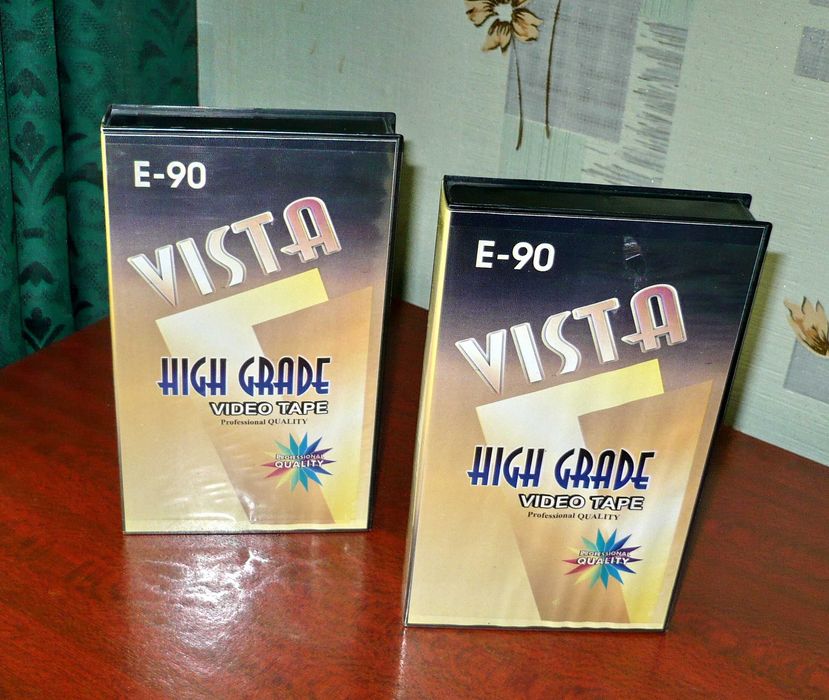 E-90
VISTA
HIGH GRADE
VIDEO TAPE
Professional QUALITY
PROFESSIONAL
QUALITY
E-90
VISTA
HIGH GRADE
VIDEO TAPE
Professional QUALITY
PROFESSIONAL
QUALITY